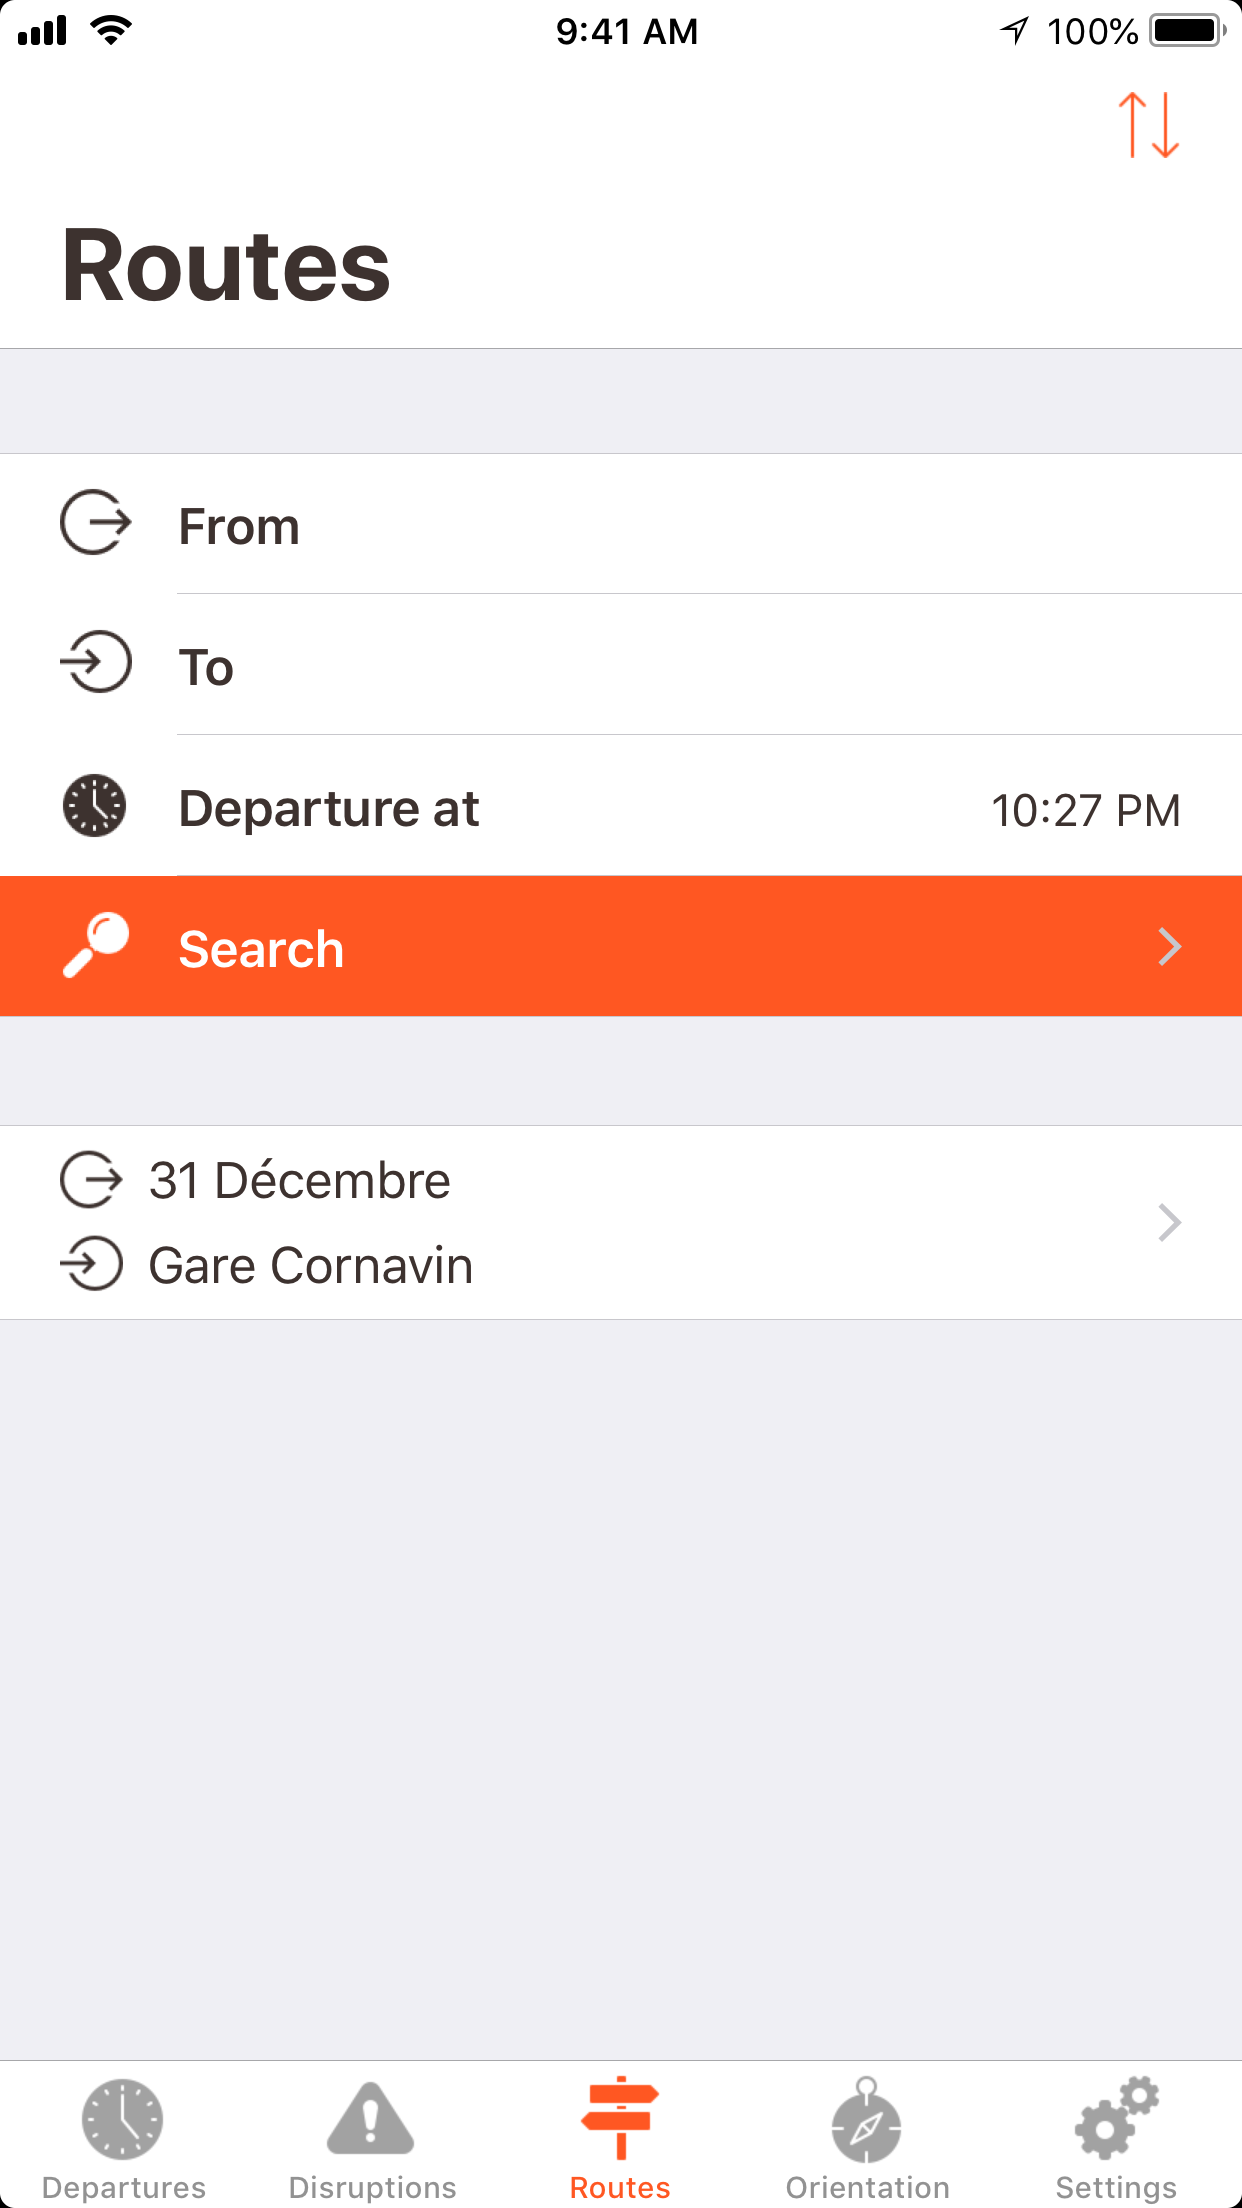 9:41 AM 100%
Routes
From
To
Departure at 10:27 PM
Search
31 Décembre
Gare Cornavin
Departures Disruptions Routes Orientation Settings